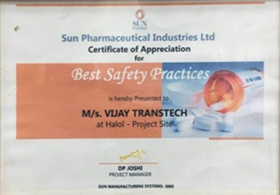 SUN
Sun Pharmaceutical Industries Ltd
Certificate of Appreciation
for
Best Safety Practices
is hereby Presented to
M/s. VIJAY TRANSTECH
at Halol - Project Site
DP JOSHI
PROJECT MANAGER
SUN MANUFACTURING SYSTEMS- SMS